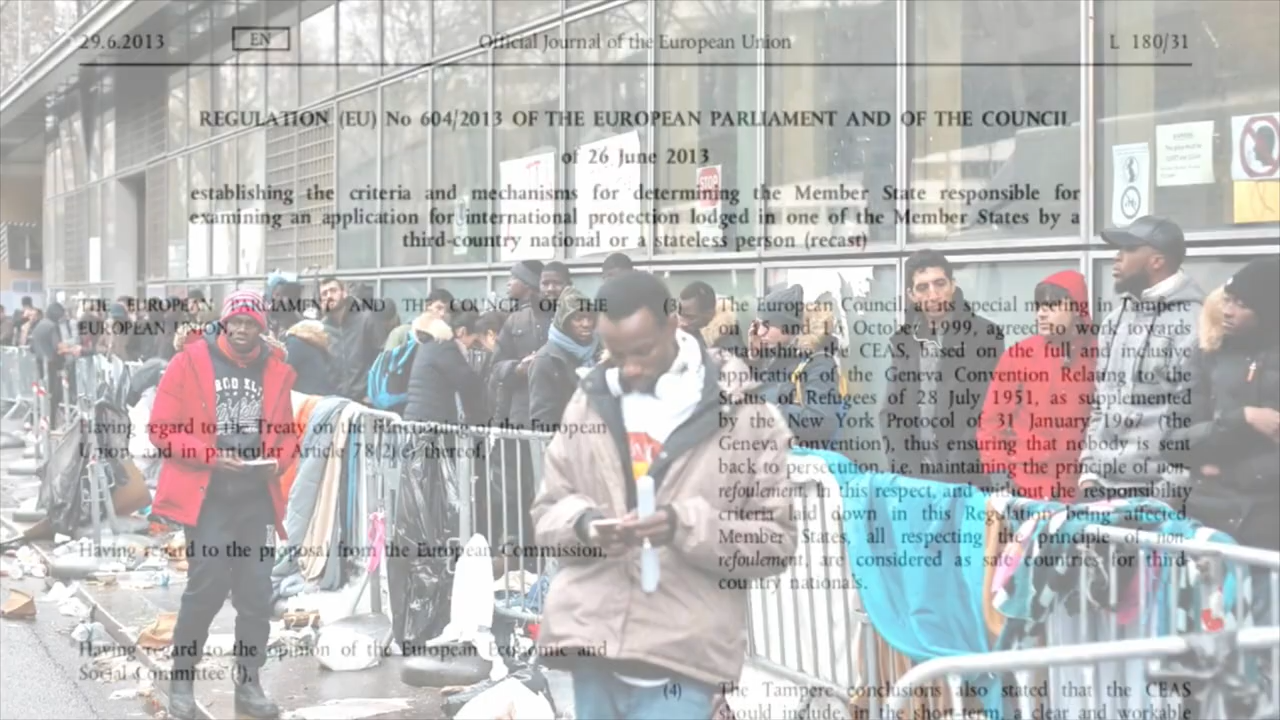 29.6.2013
EN
Official Journal of the European Union
L 180/31
REGULATION (EU) No 604/2013 OF THE EUROPEAN PARLIAMENT AND OF THE COUNCIL
of 26 June 2013
establishing the criteria and mechanisms for determining the Member State responsible for
examining an application for international protection lodged in one of the Member States by a
third-country national or a stateless person (recast)
THE EUROPEAN PARLIAMENT AND THE COUNCIL OF THE
EUROPEAN UNION,
Having regard to the Treaty on the Functioning of the European
Union, and in particular Article 78(2)(e) thereof,
Having regard to the proposal from the European Commission,
Having regard to the opinion of the European Economic and
Social Committee
(3) The European Council, at its special meeting in Tampere
on and 16 October 1999, agreed to work towards
establishing the CEAS, based on the full and inclusive
application of the Geneva Convention Relating to the
Status of Refugees of 28 July 1951, as supplemented
by the New York Protocol of 31 January 1967 ('the
Geneva Convention'), thus ensuring that nobody is sent
back to persecution, i.e. maintaining the principle of non-
refoulement. In this respect, and without the responsibility
criteria laid down in this Regulation being affected,
Member States, all respecting the principle of non-
refoulement, are considered as safe countries for third-
country nationals.
(4) The Tampere conclusions also stated that the CEAS
should include, in the short-term, a clear and workable
STOP